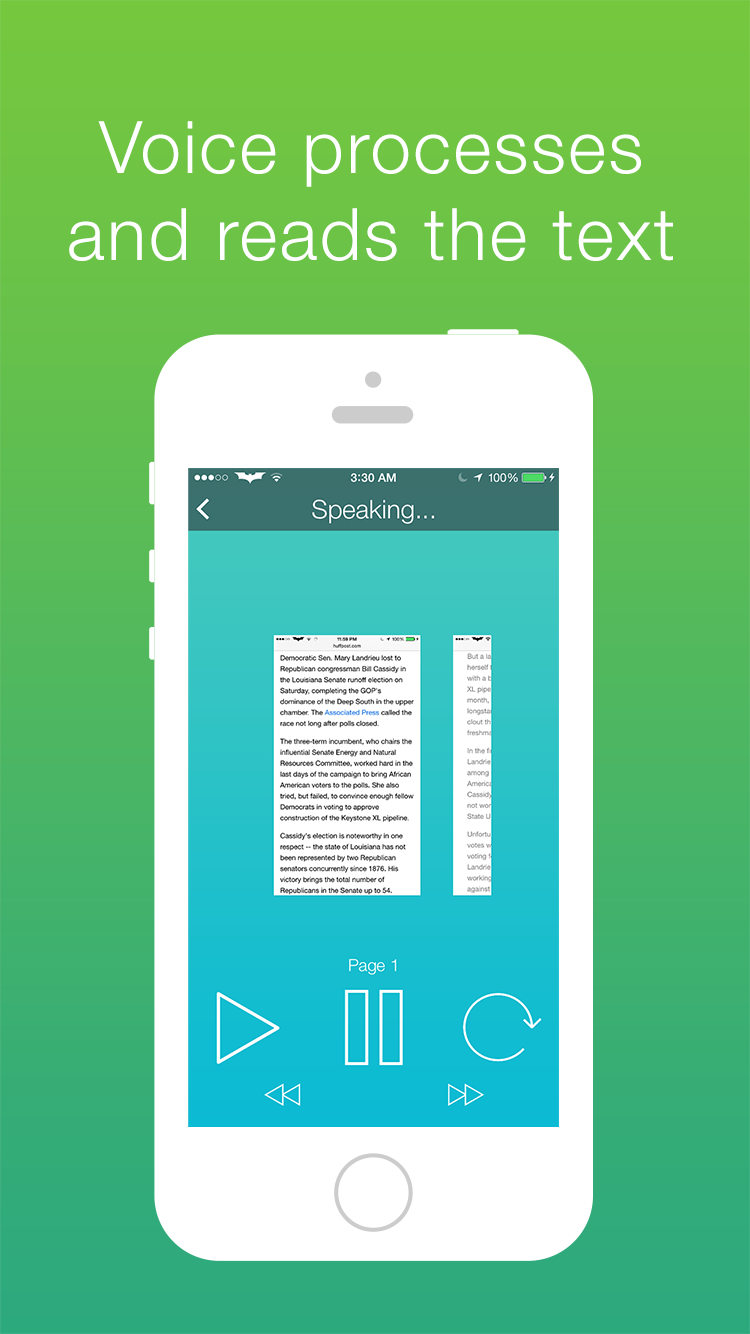 Voice processes
and reads the text
3:30 AM
100%
Speaking...
11:59 PM
100%
huffpost.com
Democratic Sen. Mary Landrieu lost to
Republican congressman Bill Cassidy in
the Louisiana Senate runoff election on
Saturday, completing the GOP's
dominance of the Deep South in the upper
chamber. The Associated Press called the
race not long after polls closed.
The three-term incumbent, who chairs the
influential Senate Energy and Natural
Resources Committee, worked hard in the
last days of the campaign to bring African
American voters to the polls. She also
tried, but failed, to convince enough fellow
Democrats in voting to approve
construction of the Keystone XL pipeline.
Cassidy's election is noteworthy in one
respect -- the state of Louisiana has not
been represented by two Republican
senators concurrently since 1876. His
victory brings the total number of
Republicans in the Senate up to 54.
But a la
herself
with a b
XL pipe
month,
longsta
clout th
freshma
In the fi
Landrie
among
America
Cassidy
not wor
State U
Unfortu
votes w
voting
Landrie
working
against
Page 1